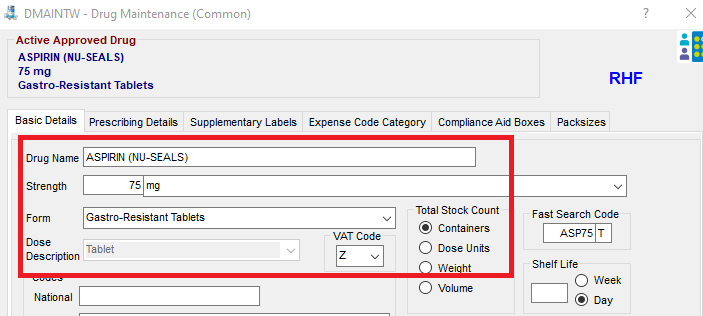 DMAINTW - Drug Maintenance (Common)
?
Active Approved Drug
ASPIRIN (NU-SEALS)
75 mg
Gastro-Resistant Tablets
RHF
Basic Details Prescribing Details Supplementary Labels Expense Code Category Compliance Aid Boxes Packsizes
Drug Name ASPIRIN (NU-SEALS)
Strength 75 mg
Form Gastro-Resistant Tablets
Total Stock Count
Containers
Dose Units
Weight
Volume
Fast Search Code
ASP75 T
Dose
Description Tablet
VAT Code
Z
Shelf Life
Week
Day
Codes
National